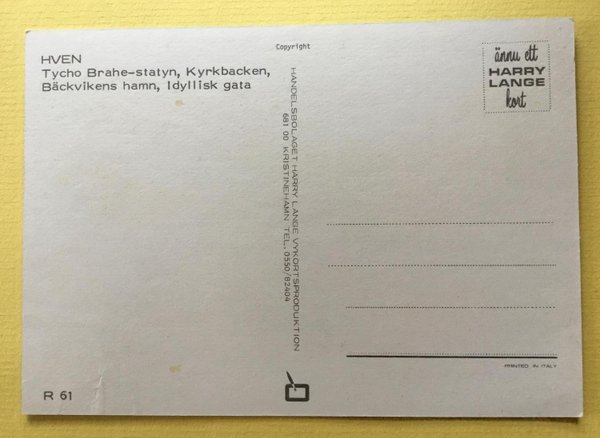 HVEN
Tycho Brahe-statyn, Kyrkbacken,
Bäckvikens hamn, Idyllisk gata
Copyright
HANDELSBOLAGET HARRY LANGE VYKORTSPRODUKTION
681 00 KRISTINEHAMN TEL. 0550/82404
ännu ett
HARRY
LANGE
kort
PRINTED IN ITALY
R 61